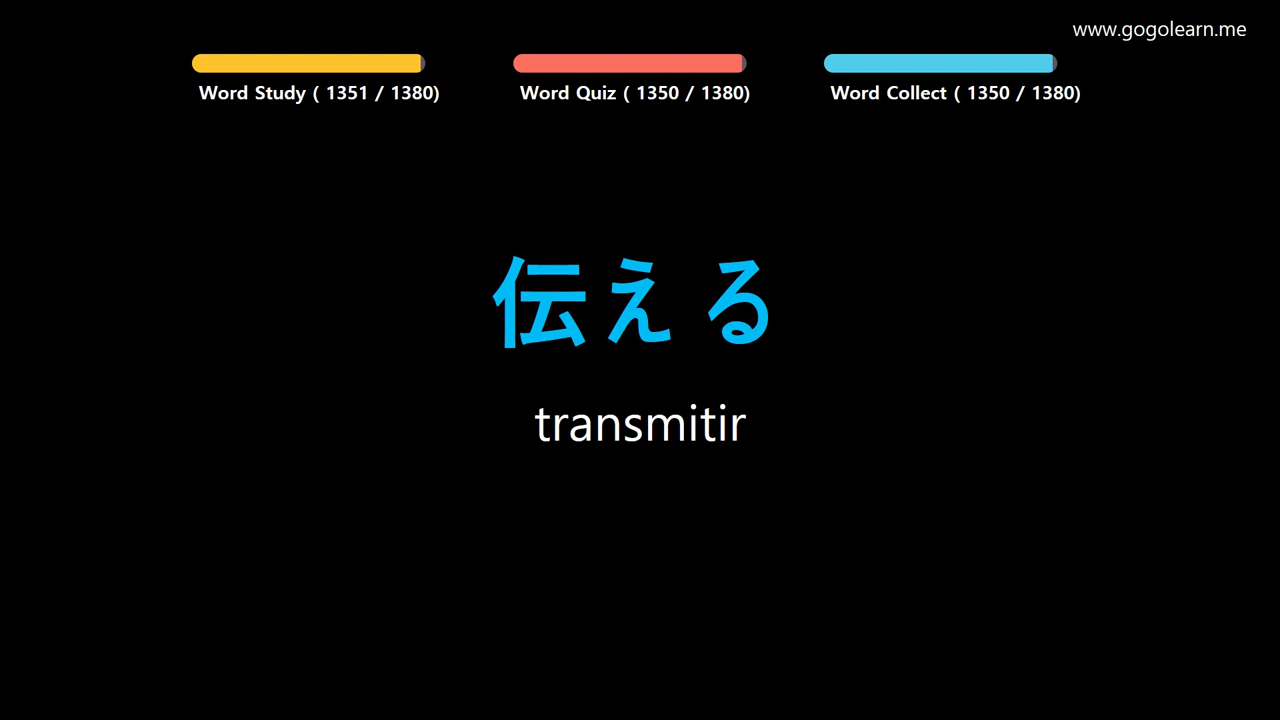 www.gogolearn.me
Word Study ( 1351 / 1380)
Word Quiz ( 1350 / 1380)
Word Collect ( 1350 / 1380)
伝える
transmitir